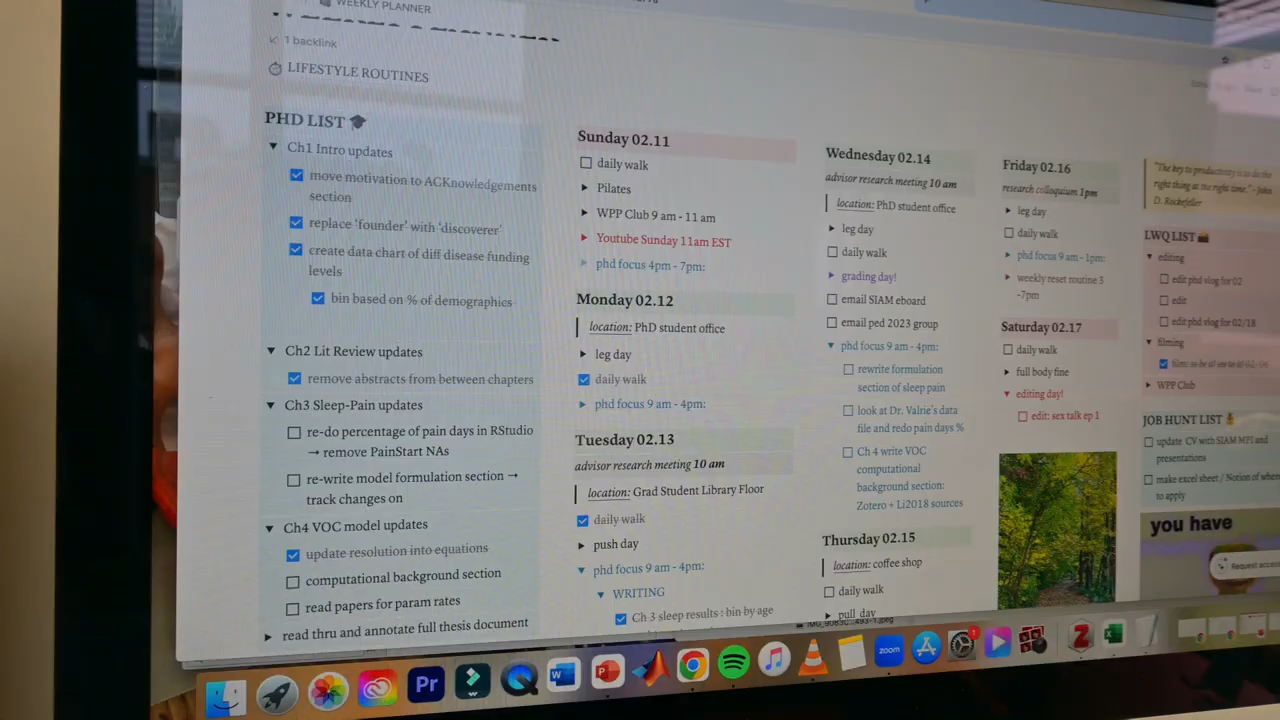 WEEKLY PLANNER
1 backlink
LIFESTYLE ROUTINES
PHD LIST
Ch1 Intro updates
move motivation to ACKnowledgements
section
replace 'founder' with 'discoverer'
create data chart of diff disease funding
levels
bin based on % of demographics
Ch2 Lit Review updates
remove abstracts from between chapters
Ch3 Sleep-Pain updates
re-do percentage of pain days in RStudio
→ remove PainStart NAs
re-write model formulation section →
track changes on
Ch4 VOC model updates
update resolution into equations
computational background section
read papers for param rates
read thru and annotate full thesis document
Sunday 02.11
daily walk
Pilates
WPP Club 9 am - 11 am
Youtube Sunday 11am EST
phd focus 4pm - 7pm:
Monday 02.12
location: PhD student office
leg day
daily walk
phd focus 9 am - 4pm:
Tuesday 02.13
advisor research meeting 10 am
location: Grad Student Library Floor
daily walk
push day
phd focus 9 am - 4pm:
WRITING
Ch 3 sleep results : bin by age
Wednesday 02.14
advisor research meeting 10 am
location: PhD student office
leg day
daily walk
grading day!
email SIAM eboard
email ped 2023 group
phd focus 9 am - 4pm:
rewrite formulation
section of sleep pain
look at Dr. Valrie's data
file and redo pain days %
Ch 4 write VOC
computational
background section:
Zotero + Li2018 sources
Thursday 02.15
location: coffee shop
daily walk
pull day
Friday 02.16
research colloquium 1pm
leg day
daily walk
phd focus 9 am - 1pm:
weekly reset routine 3
-7pm
Saturday 02.17
daily walk
full body fine
editing day!
edit: sex talk ep 1
"The key to productivity is to do the
right thing at the right time." - John
D. Rockefeller
LWQ LIST
editing
edit phd vlog for 02
edit
edit phd vlog for 02/18
filming
WPP Club
JOB HUNT LIST
update CV with SIAM MPI and
presentations
make excel sheet / Notion of where
to apply
you have
Request access
Pr
W
P
zoom
1
Z
X